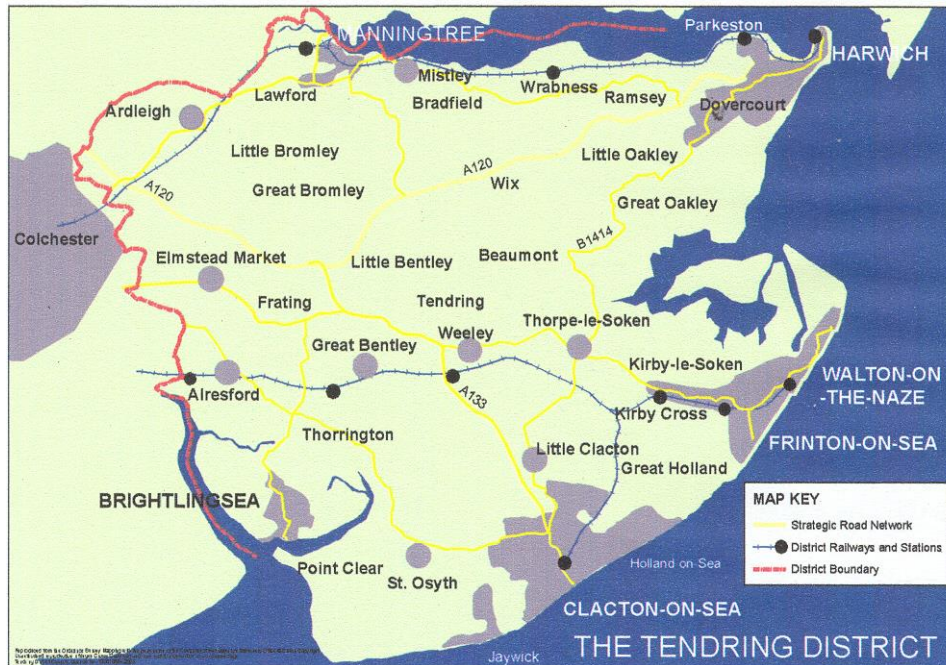 MANNINGTREE
Parkeston
HARWICH
Mistley
Wrabness
Lawford
Bradfield
Ramsey
Dovercourt
Ardleigh
Little Bromley
Little Oakley
A120
A120
Great Bromley
Wix
Great Oakley
Colchester
B1414
Elmstead Market
Little Bentley
Beaumont
Frating
Tendring
Thorpe-le-Soken
Great Bentley
Weeley
Kirby-le-Soken
WALTON-ON
-THE-NAZE
Alresford
A133
Kirby Cross
Thorrington
FRINTON-ON-SEA
Little Clacton
Great Holland
BRIGHTLINGSEA
MAP KEY
Strategic Road Network
District Railways and Stations
District Boundary
Point Clear
St. Osyth
Holland-on-Sea
CLACTON-ON-SEA
THE TENDRING DISTRICT
Jaywick